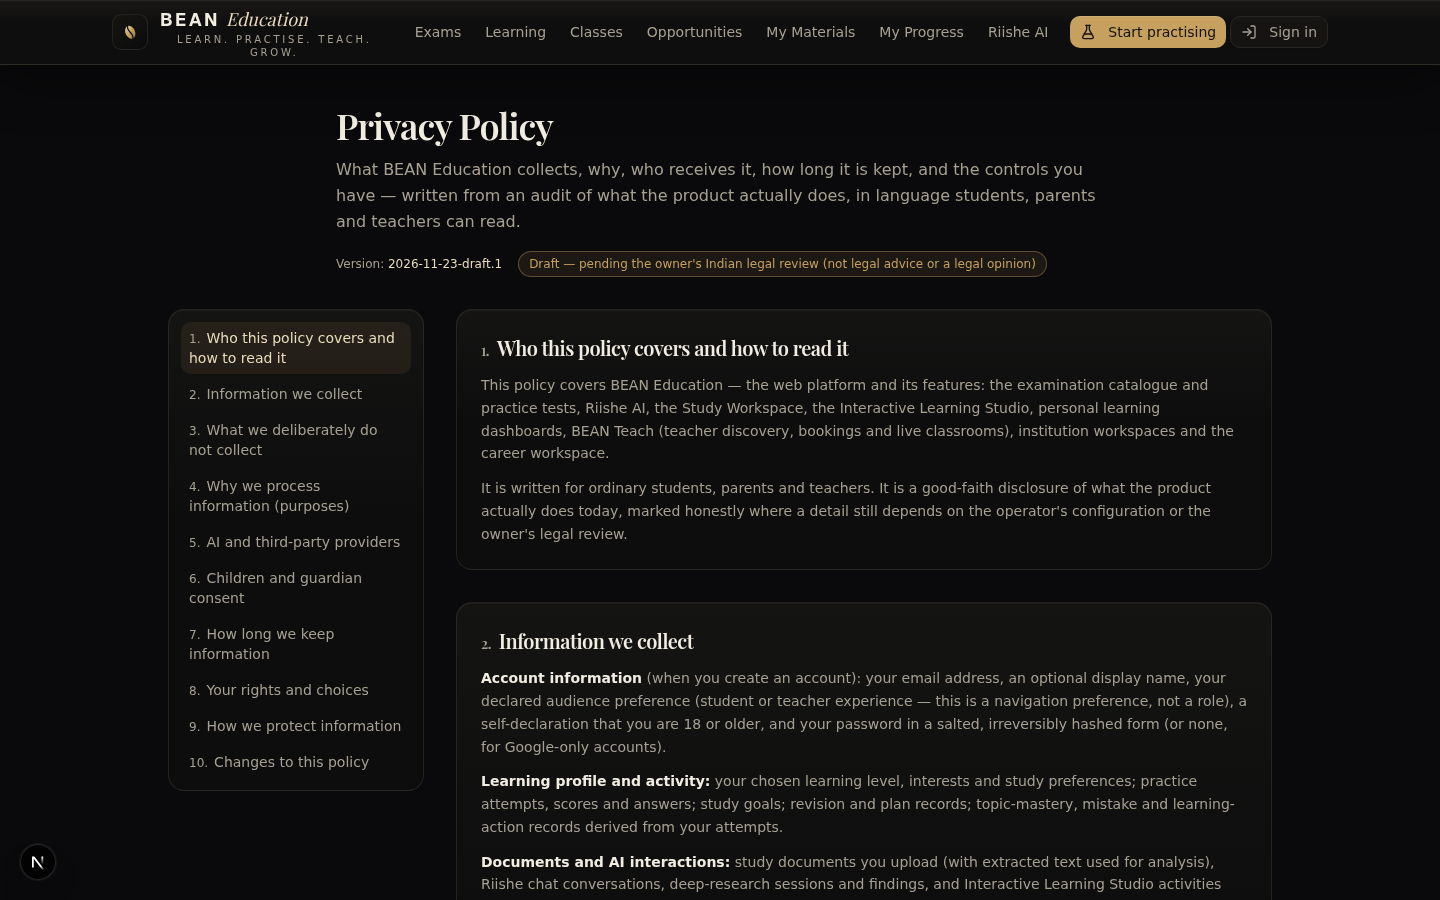 BEAN Education
LEARN. PRACTISE. TEACH.
GROW.
Exams
Learning
Classes
Opportunities
My Materials
My Progress
Riishe AI
Start practising
Sign in
Privacy Policy
What BEAN Education collects, why, who receives it, how long it is kept, and the controls you
have — written from an audit of what the product actually does, in language students, parents
and teachers can read.
Version: 2026-11-23-draft.1
Draft — pending the owner's Indian legal review (not legal advice or a legal opinion)
1. Who this policy covers and
how to read it
2. Information we collect
3. What we deliberately do
not collect
4. Why we process
information (purposes)
5. AI and third-party providers
6. Children and guardian
consent
7. How long we keep
information
8. Your rights and choices
9. How we protect information
10. Changes to this policy
1. Who this policy covers and how to read it
This policy covers BEAN Education — the web platform and its features: the examination catalogue and
practice tests, Riishe AI, the Study Workspace, the Interactive Learning Studio, personal learning
dashboards, BEAN Teach (teacher discovery, bookings and live classrooms), institution workspaces and the
career workspace.
It is written for ordinary students, parents and teachers. It is a good-faith disclosure of what the product
actually does today, marked honestly where a detail still depends on the operator's configuration or the
owner's legal review.
2. Information we collect
Account information (when you create an account): your email address, an optional display name, your
declared audience preference (student or teacher experience — this is a navigation preference, not a role), a
self-declaration that you are 18 or older, and your password in a salted, irreversibly hashed form (or none,
for Google-only accounts).
Learning profile and activity: your chosen learning level, interests and study preferences; practice
attempts, scores and answers; study goals; revision and plan records; topic-mastery, mistake and learning-
action records derived from your attempts.
Documents and AI interactions: study documents you upload (with extracted text used for analysis),
Riishe chat conversations, deep-research sessions and findings, and Interactive Learning Studio activities
N